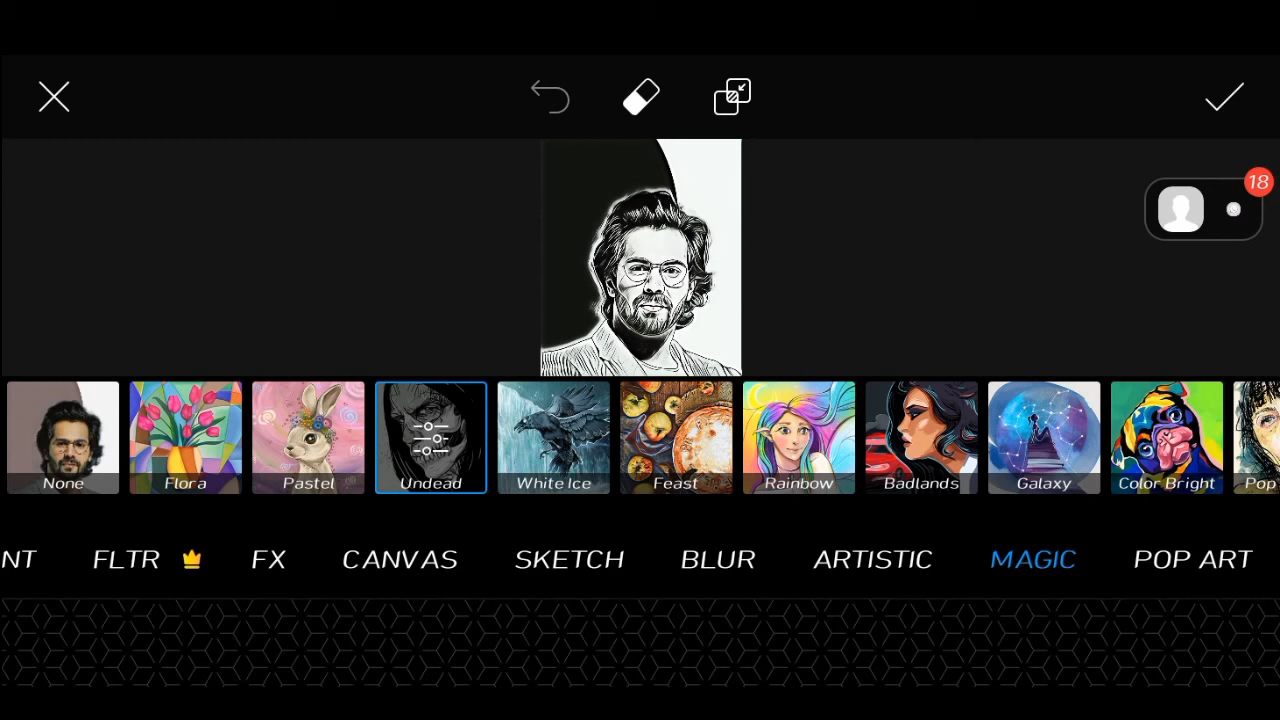 18
None Flora Pastel Undead White Ice Feast Rainbow Badlands Galaxy Color Bright Pop
NT FLTR FX CANVAS SKETCH BLUR ARTISTIC MAGIC POP ART